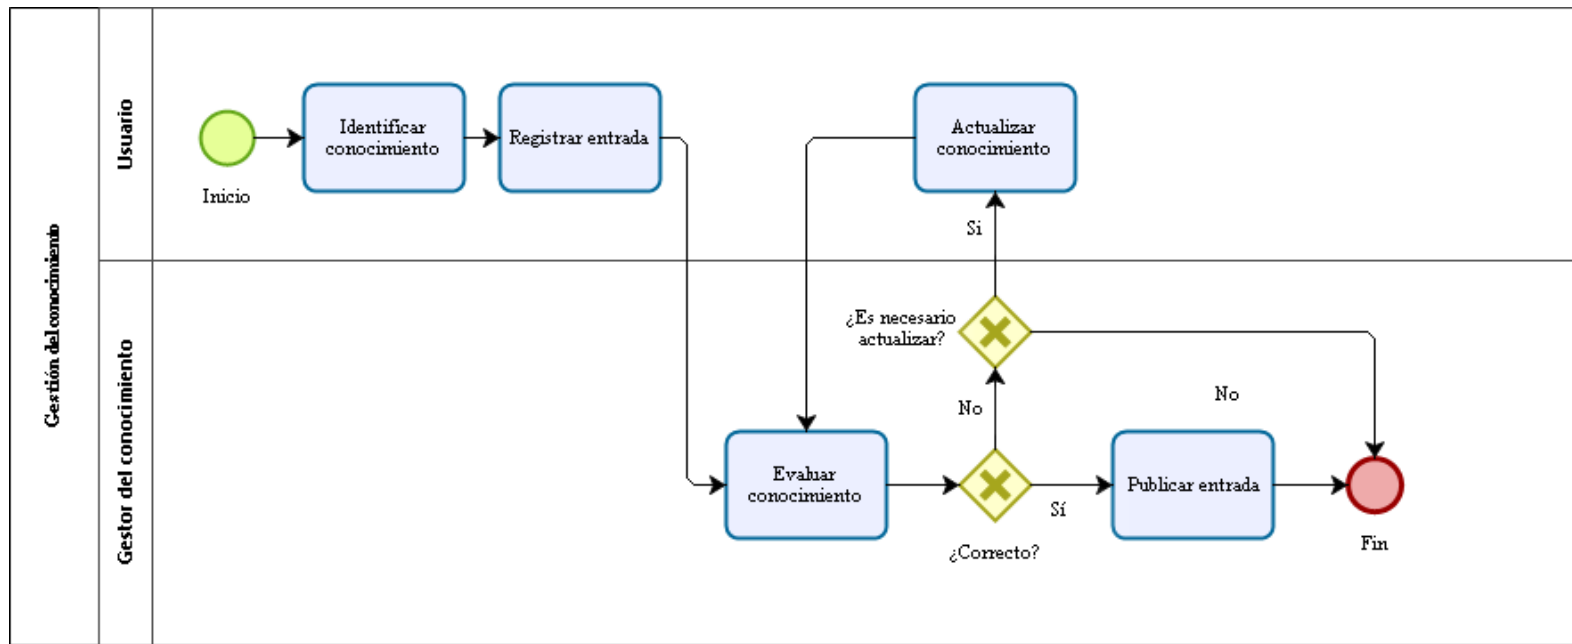 Gestión del conocimiento
Usuario
Inicio
Identificar
conocimiento
Registrar entrada
Actualizar
conocimiento
Si
Gestor del conocimiento
¿Es necesario
actualizar?
No
No
Evaluar
conocimiento
¿Correcto?
Sí
Publicar entrada
Fin